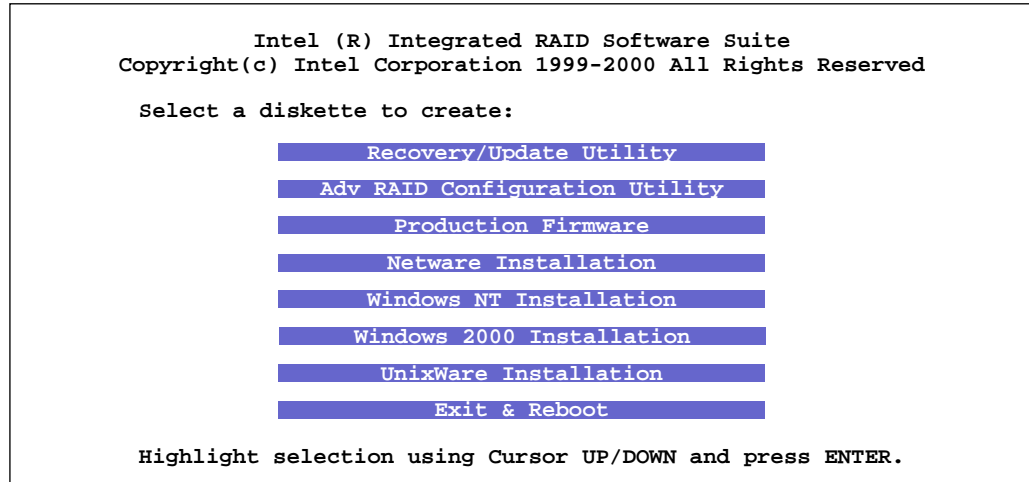 Intel (R) Integrated RAID Software Suite
Copyright(c) Intel Corporation 1999-2000 All Rights Reserved
Select a diskette to create:
Recovery/Update Utility
Adv RAID Configuration Utility
Production Firmware
Netware Installation
Windows NT Installation
Windows 2000 Installation
UnixWare Installation
Exit & Reboot
Highlight selection using Cursor UP/DOWN and press ENTER.